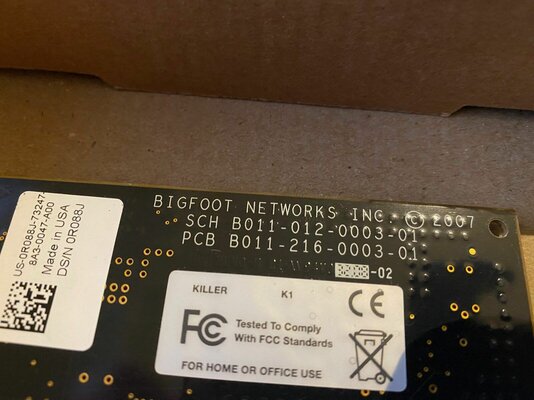 BIGFOOT NETWORKS INC. © 2007
SCH B011-012-0003-01
PCB B011-216-0003-01
-02
US-0R088J-73247-
8A3-0047-A00
Made in USA
DS/N 0R088J
KILLER K1
FC
Tested To Comply
With FCC Standards
FOR HOME OR OFFICE USE
CE